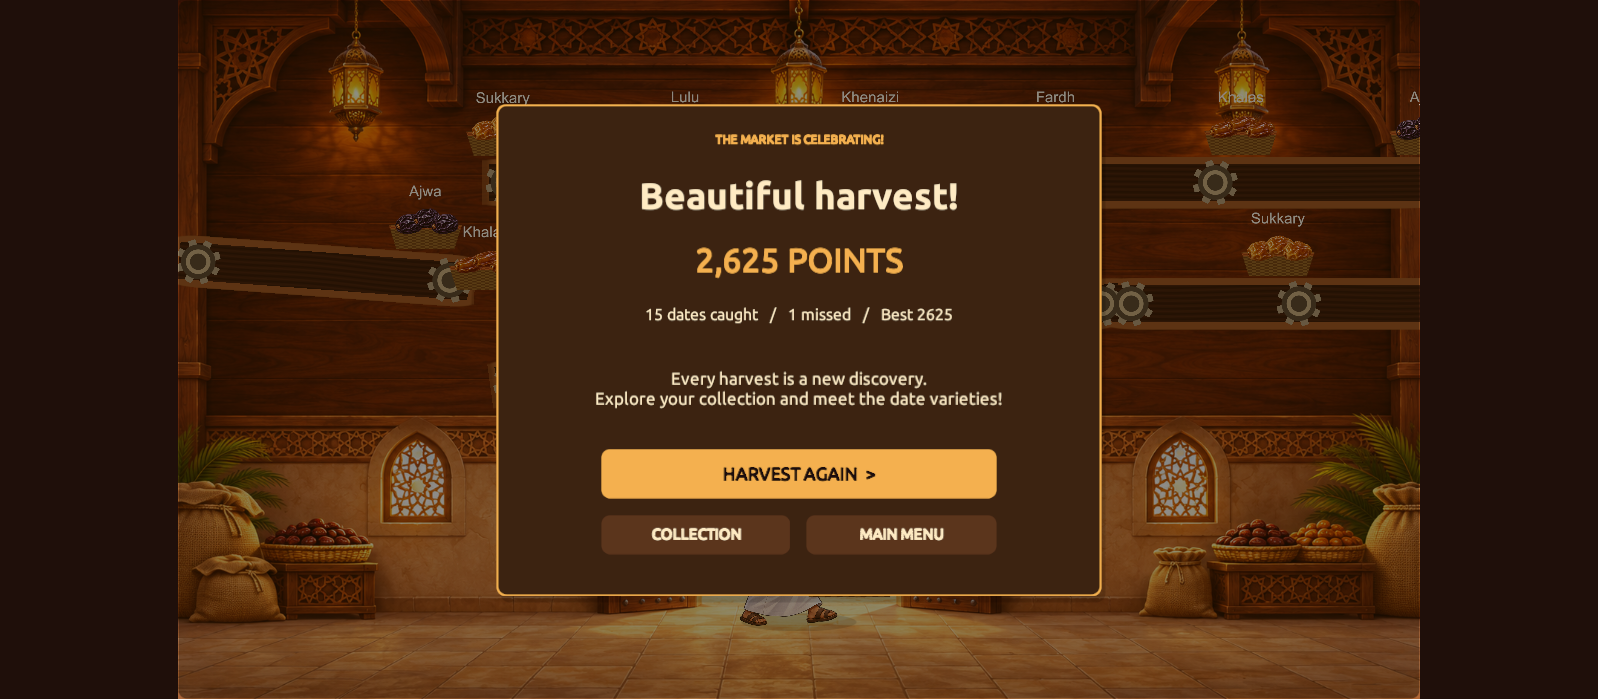 Sukkary
Lulu
Khenaizi
Fardh
Khalas
THE MARKET IS CELEBRATING!
Beautiful harvest!
Ajwa
Sukkary
2,625 POINTS
15 dates caught / 1 missed / Best 2625
Every harvest is a new discovery.
Explore your collection and meet the date varieties!
HARVEST AGAIN >
COLLECTION
MAIN MENU